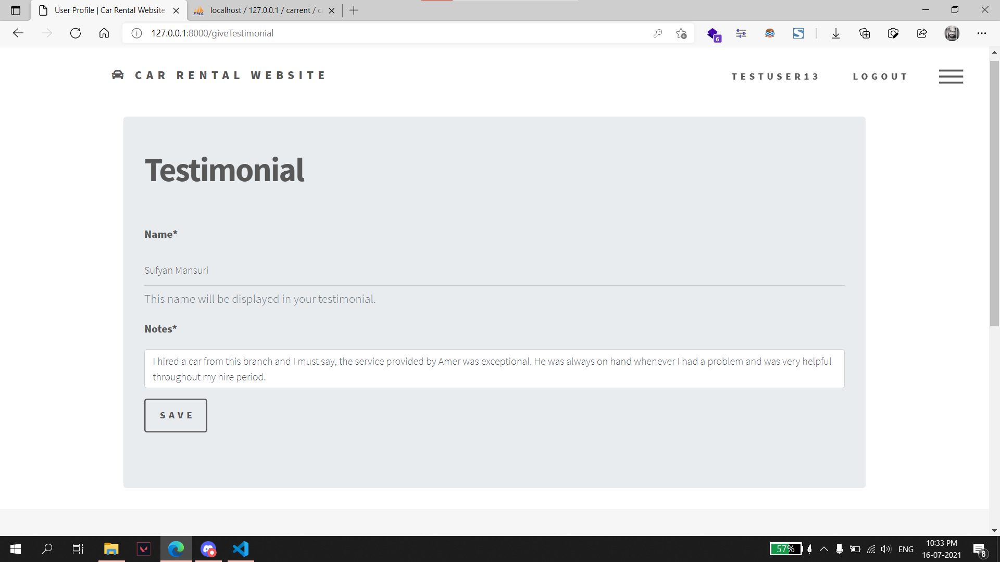 User Profile | Car Rental Website
localhost / 127.0.0.1 / carrent /
127.0.0.1:8000/giveTestimonial
6
CAR RENTAL WEBSITE
TESTUSER13
LOGOUT
Testimonial
Name*
Sufyan Mansuri
This name will be displayed in your testimonial.
Notes*
I hired a car from this branch and I must say, the service provided by Amer was exceptional. He was always on hand whenever I had a problem and was very helpful
throughout my hire period.
SAVE
57%
ENG
10:33 PM
16-07-2021
8